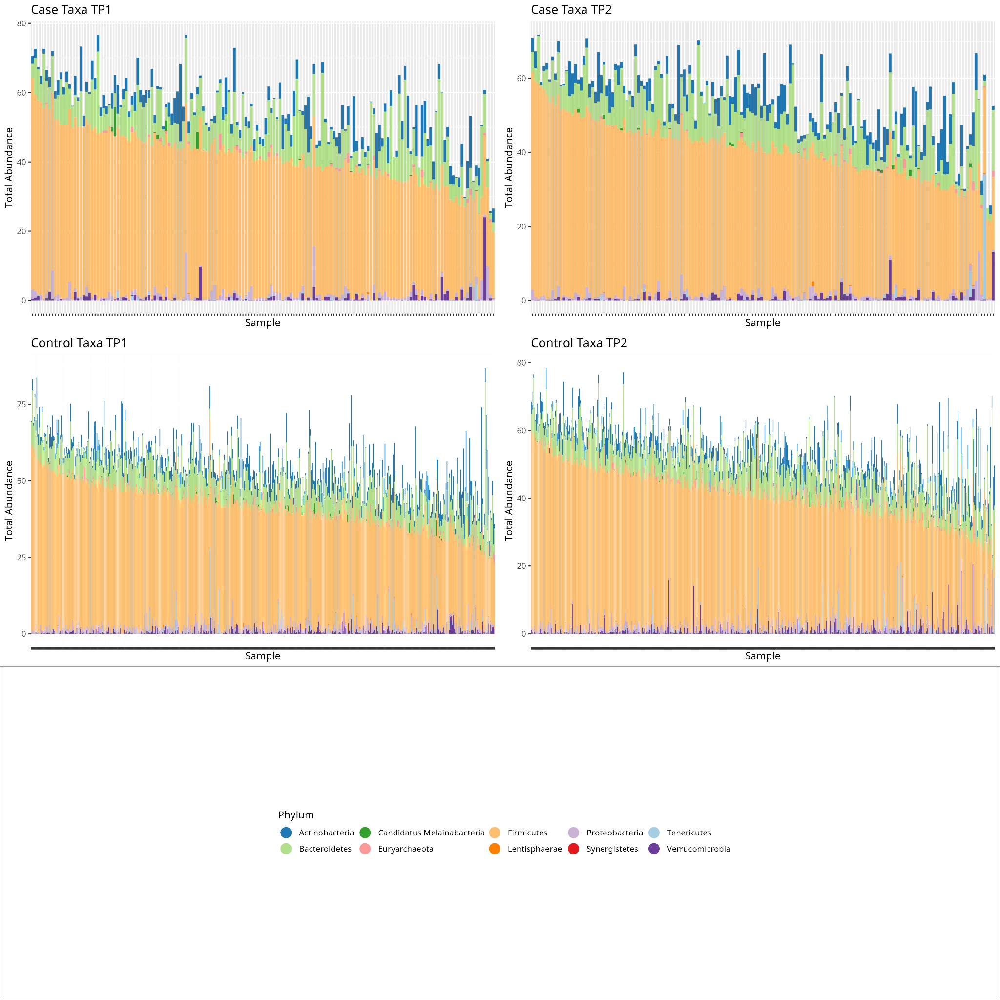 Case Taxa TP1
Case Taxa TP2
80
60
40
20
0
Total Abundance
Sample
60
40
20
0
Total Abundance
Sample
Control Taxa TP1
Control Taxa TP2
75
50
25
0
Total Abundance
Sample
80
60
40
20
0
Total Abundance
Sample
Phylum
Actinobacteria Candidatus Melainabacteria Firmicutes Proteobacteria Tenericutes
Bacteroidetes Euryarchaeota Lentisphaerae Synergistetes Verrucomicrobia